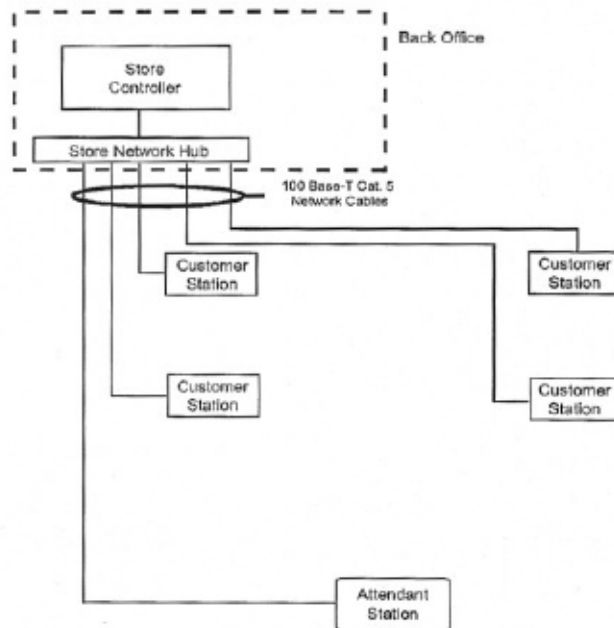 Back Office
Store
Controller
Store Network Hub
100 Base-T Cat. 5
Network Cables
Customer
Station
Customer
Station
Customer
Station
Customer
Station
Attendant
Station